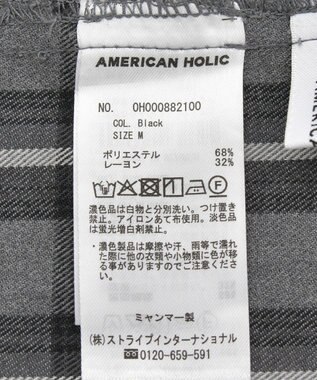 AMERICAN HOLIC
NO. 0H000882100
COL. Black
SIZE M
ポリエステル 68%
レーヨン 32%
濃色品は白物と分別洗い。つけ置き
禁止。アイロンあて布使用。淡色品
は蛍光増白剤禁止。
・濃色製品は摩擦や汗、雨等で濡れ
た際に他の衣類や小物に色が移る場
合がありますのでご注意ください。
ミャンマー製
(株)ストライプインターナショナル
0120-659-591